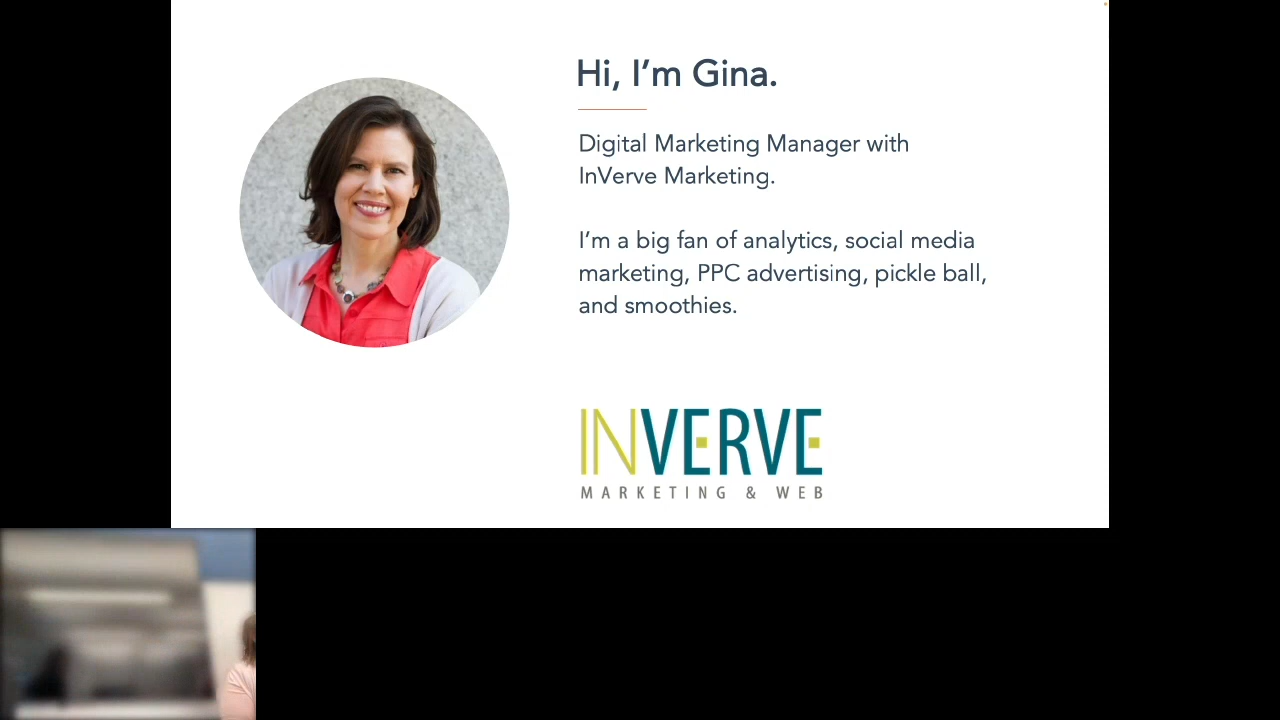 Hi, I’m Gina.
Digital Marketing Manager with
InVerve Marketing.
I’m a big fan of analytics, social media
marketing, PPC advertising, pickle ball,
and smoothies.
INVERVE
MARKETING & WEB